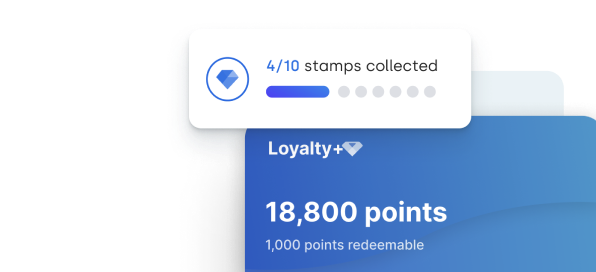 4/10 stamps collected
Loyalty+
18,800 points
1,000 points redeemable